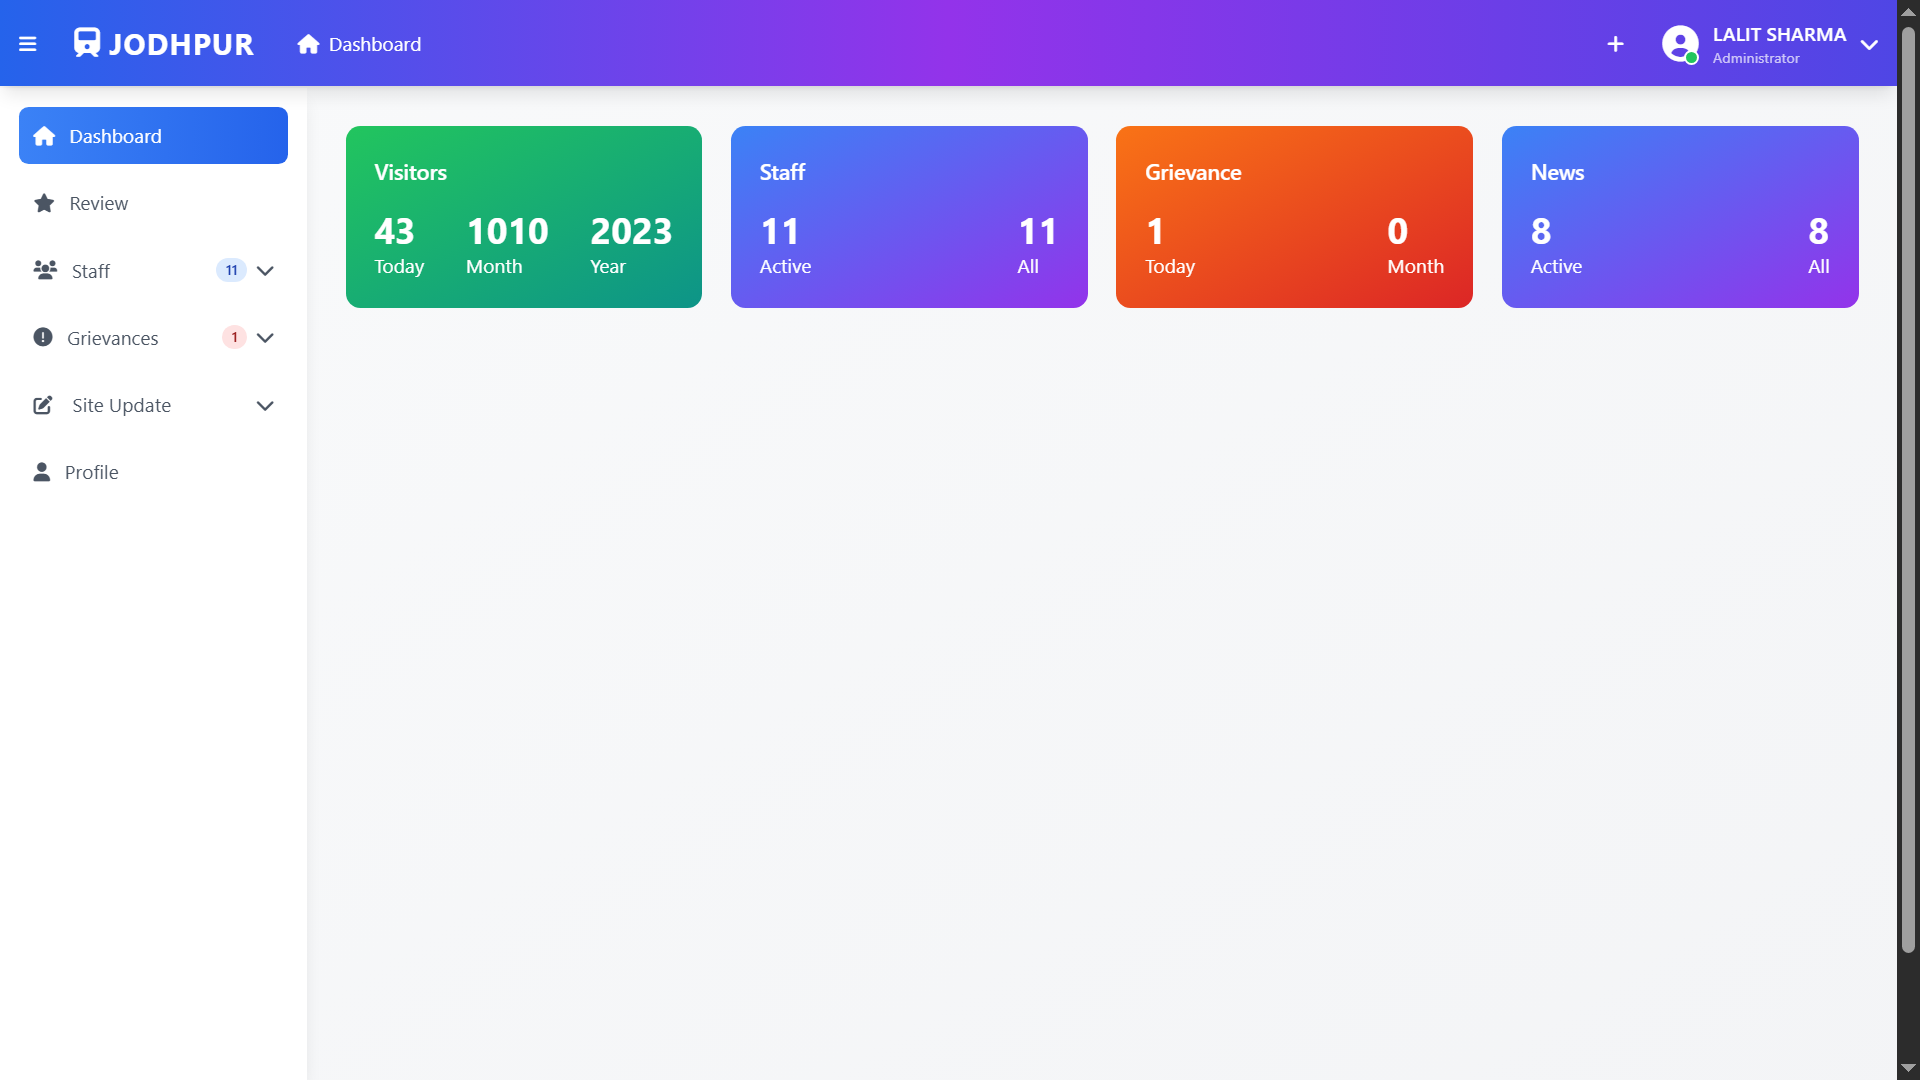 JODHPUR
Dashboard
LALIT SHARMA
Administrator
Dashboard
Review
Staff 11
Grievances 1
Site Update
Profile
Visitors
43 1010 2023
Today Month Year
Staff
11 11
Active All
Grievance
1 0
Today Month
News
8 8
Active All